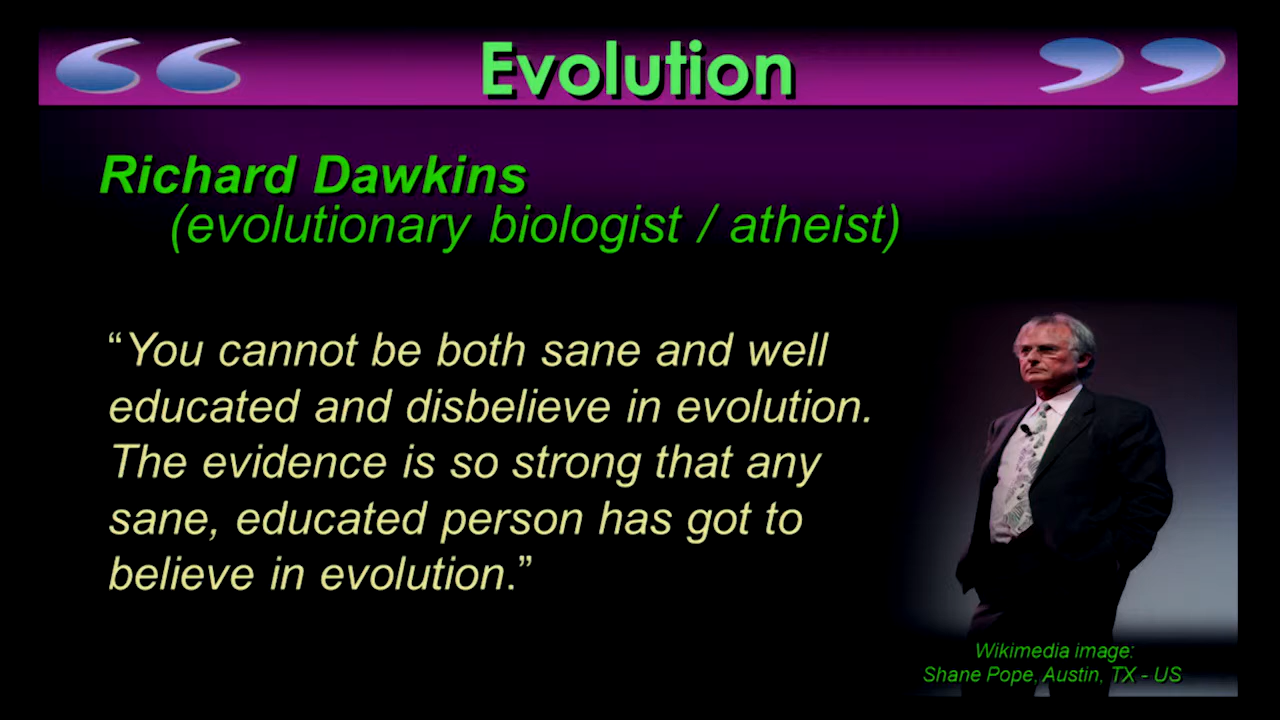 Evolution
Richard Dawkins
(evolutionary biologist / atheist)
“You cannot be both sane and well
educated and disbelieve in evolution.
The evidence is so strong that any
sane, educated person has got to
believe in evolution.”
Wikimedia image:
Shane Pope, Austin, TX - US